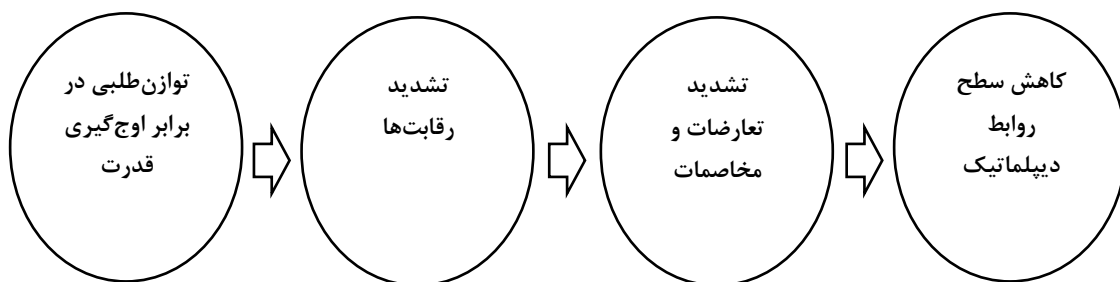 توازن‌طلبی در
برابر اوج‌گیری
قدرت
تشدید
رقابت‌ها
تشدید
تعارضات و
مخاصمات
کاهش سطح
روابط
دیپلماتیک